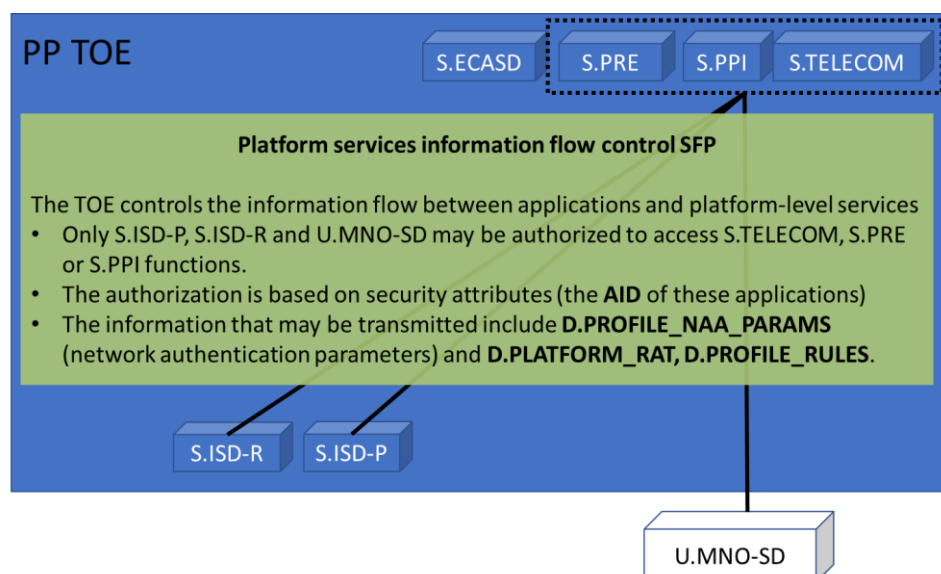 PP TOE
S.ECASD
S.PRE
S.PPI
S.TELECOM
Platform services information flow control SFP
The TOE controls the information flow between applications and platform-level services
• Only S.ISD-P, S.ISD-R and U.MNO-SD may be authorized to access S.TELECOM, S.PRE
or S.PPI functions.
• The authorization is based on security attributes (the AID of these applications)
• The information that may be transmitted include D.PROFILE_NAA_PARAMS
(network authentication parameters) and D.PLATFORM_RAT, D.PROFILE_RULES.
S.ISD-R
S.ISD-P
U.MNO-SD